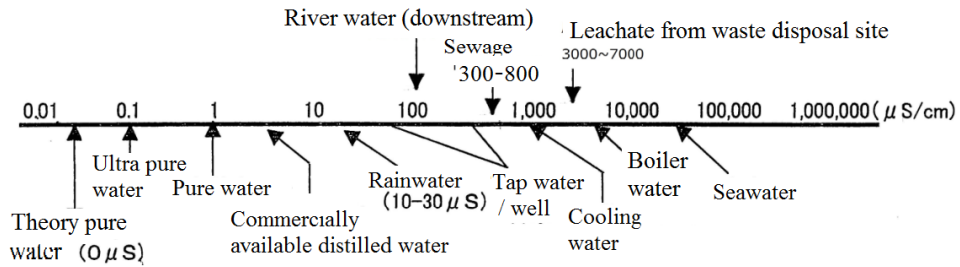 River water (downstream)
Leachate from waste disposal site
3000~7000
Sewage
'300-800
0.01 0.1 1 10 100 1,000 10,000 100,000 1,000,000 (μS/cm)
Ultra pure
water
Pure water
Rainwater
(10-30μS)
Tap water
/ well
Boiler
water
Seawater
Theory pure
water (0μS)
Commercially
available distilled water
Cooling
water